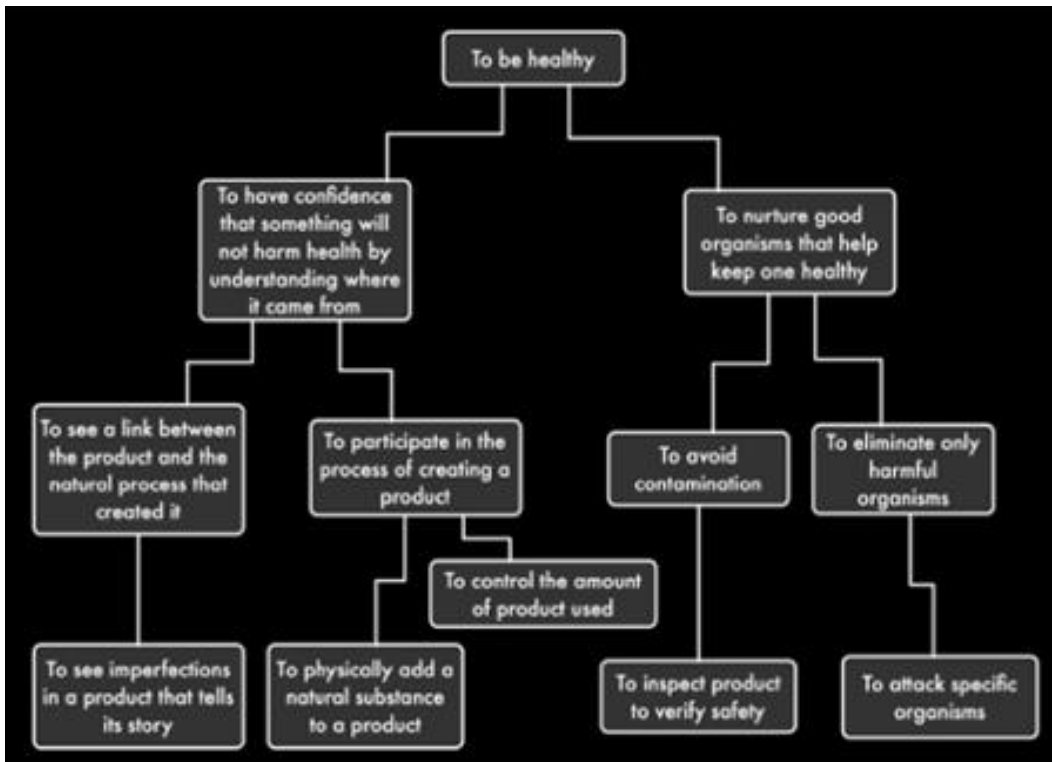 To be healthy
To have confidence
that something will
not harm health by
understanding where
it came from
To nurture good
organisms that help
keep one healthy
To see a link between
the product and the
natural process that
created it
To participate in the
process of creating a
product
To avoid
contamination
To eliminate only
harmful
organisms
To control the amount
of product used
To see imperfections
in a product that tells
its story
To physically add a
natural substance
to a product
To inspect product
to verify safety
To attack specific
organisms